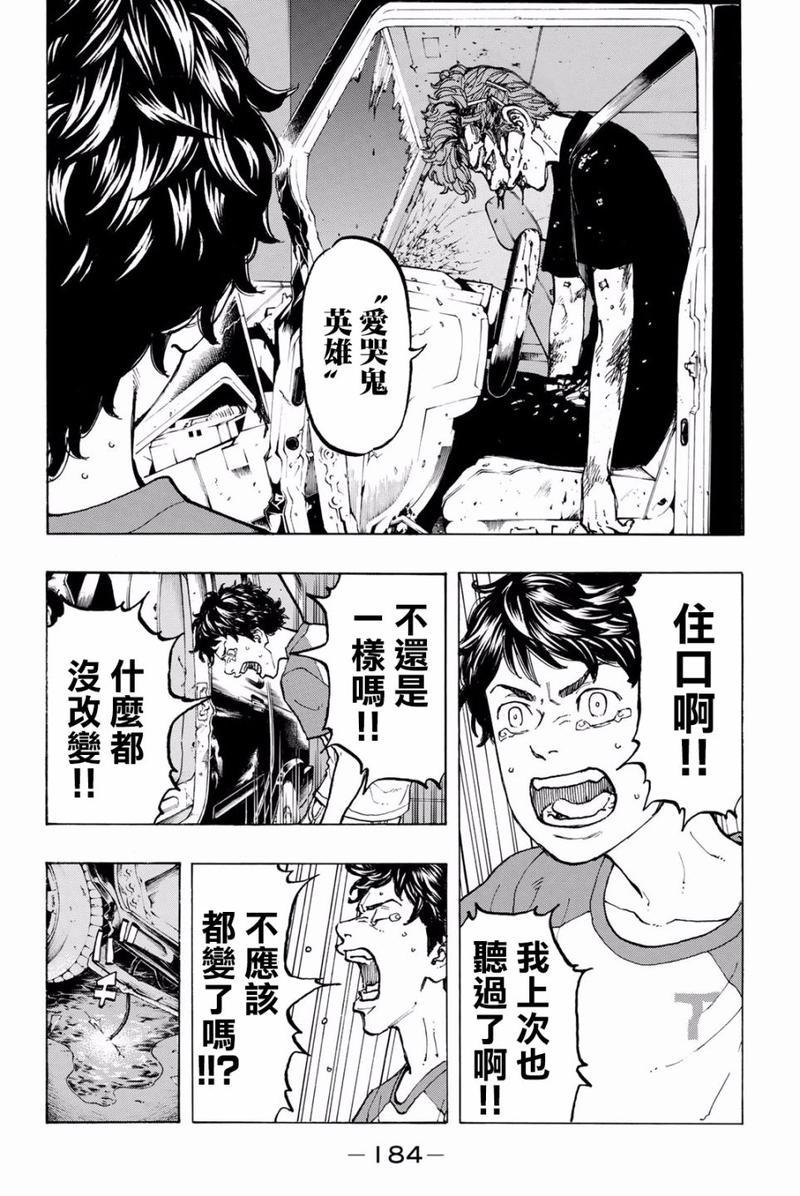 〝愛哭鬼
英雄〞
住口啊!!
我上次也
聽過了啊!!
不還是
一樣嗎!!
什麼都
沒改變!!
不應該
都變了嗎!!?
T
—184—